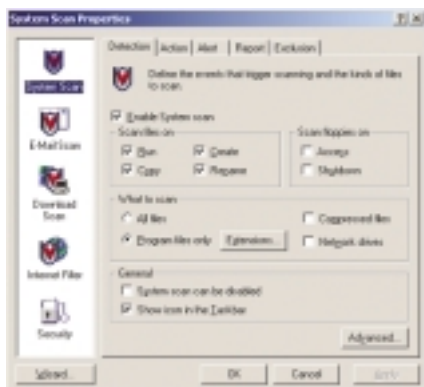 System Scan Properties
Detection
Action
Alert
Report
Exclusion
System Scan
E-Mail Scan
Download
Scan
Internet Filter
Security
Define the events that trigger scanning and the kinds of files
to scan.
Enable System scan
Scan files on
Run
Create
Copy
Rename
Scan floppies on
Access
Shutdown
What to scan
All files
Program files only
Extensions...
Compressed files
Network drives
General
System scan can be disabled
Show icon in the Taskbar
Advanced...
Wizard...
OK
Cancel
Apply